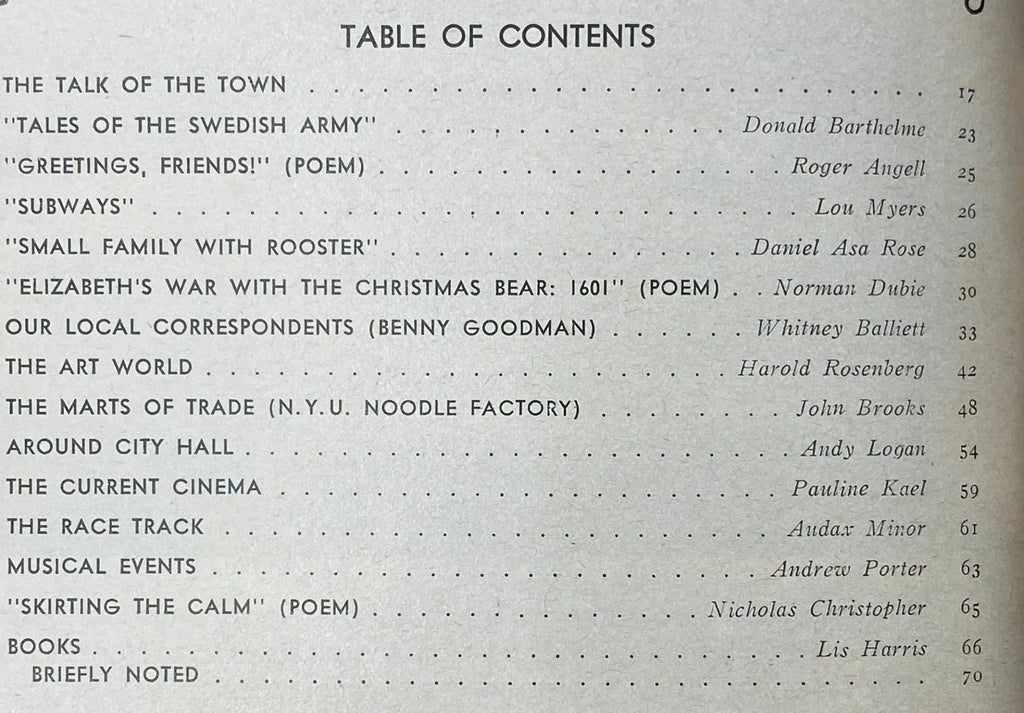 TABLE OF CONTENTS
THE TALK OF THE TOWN . . . . . . . . . . . . . . . . . . . . . . . . . . . . . 17
"TALES OF THE SWEDISH ARMY" . . . . . . . . . . . . . . . Donald Barthelme 23
"GREETINGS, FRIENDS!" (POEM) . . . . . . . . . . . . . . . . . . Roger Angell 25
"SUBWAYS" . . . . . . . . . . . . . . . . . . . . . . . . . . . . . . Lou Myers 26
"SMALL FAMILY WITH ROOSTER" . . . . . . . . . . . . . . . . Daniel Asa Rose 28
"ELIZABETH'S WAR WITH THE CHRISTMAS BEAR: 1601" (POEM) . . Norman Dubie 30
OUR LOCAL CORRESPONDENTS (BENNY GOODMAN) . . . . . . Whitney Balliett 33
THE ART WORLD . . . . . . . . . . . . . . . . . . . . . . . . Harold Rosenberg 42
THE MARTS OF TRADE (N.Y.U. NOODLE FACTORY) . . . . . . . . John Brooks 48
AROUND CITY HALL . . . . . . . . . . . . . . . . . . . . . . . . . Andy Logan 54
THE CURRENT CINEMA . . . . . . . . . . . . . . . . . . . . . . . Pauline Kael 59
THE RACE TRACK . . . . . . . . . . . . . . . . . . . . . . . . . Audax Minor 61
MUSICAL EVENTS . . . . . . . . . . . . . . . . . . . . . . . . Andrew Porter 63
"SKIRTING THE CALM" (POEM) . . . . . . . . . . . . . . . Nicholas Christopher 65
BOOKS . . . . . . . . . . . . . . . . . . . . . . . . . . . . . . . . Lis Harris 66
BRIEFLY NOTED . . . . . . . . . . . . . . . . . . . . . . . . . . . . . . . . 70